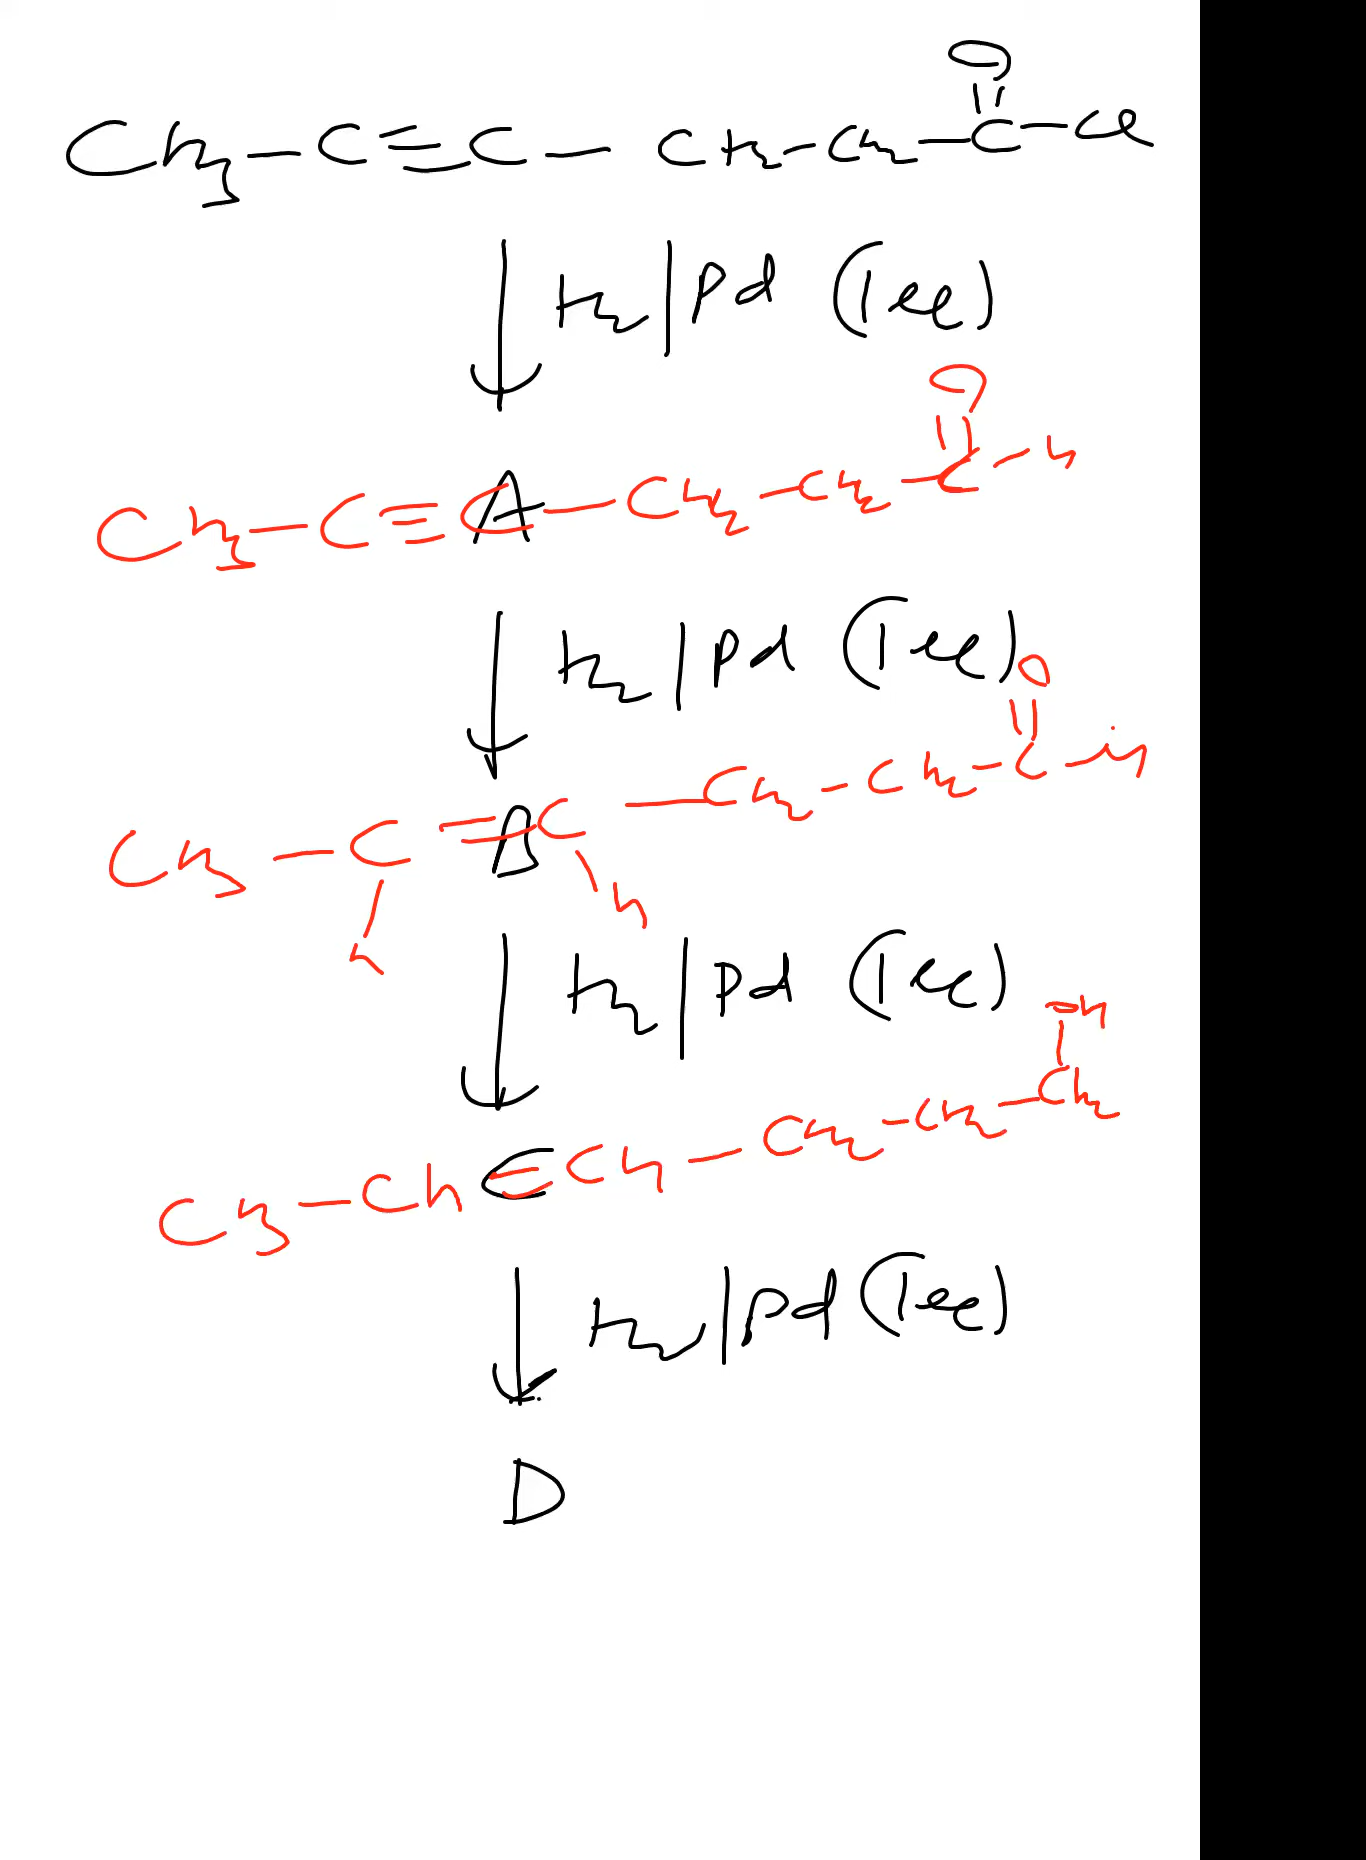 O
CH3 — C ≡ C — CH2 - CH2 — C — Cl
H2 | Pd (1eq)
O
CH3 — C ≡ C — CH2 — CH2 — C — H
A
H2 | Pd (1eq)
O
CH3 — C = C — CH2 - CH2 - C - H
B
H H
H2 | Pd (1eq)
OH
CH3 — CH = CH — CH2 - CH2 — CH2
C
H2 | Pd (1eq)
D